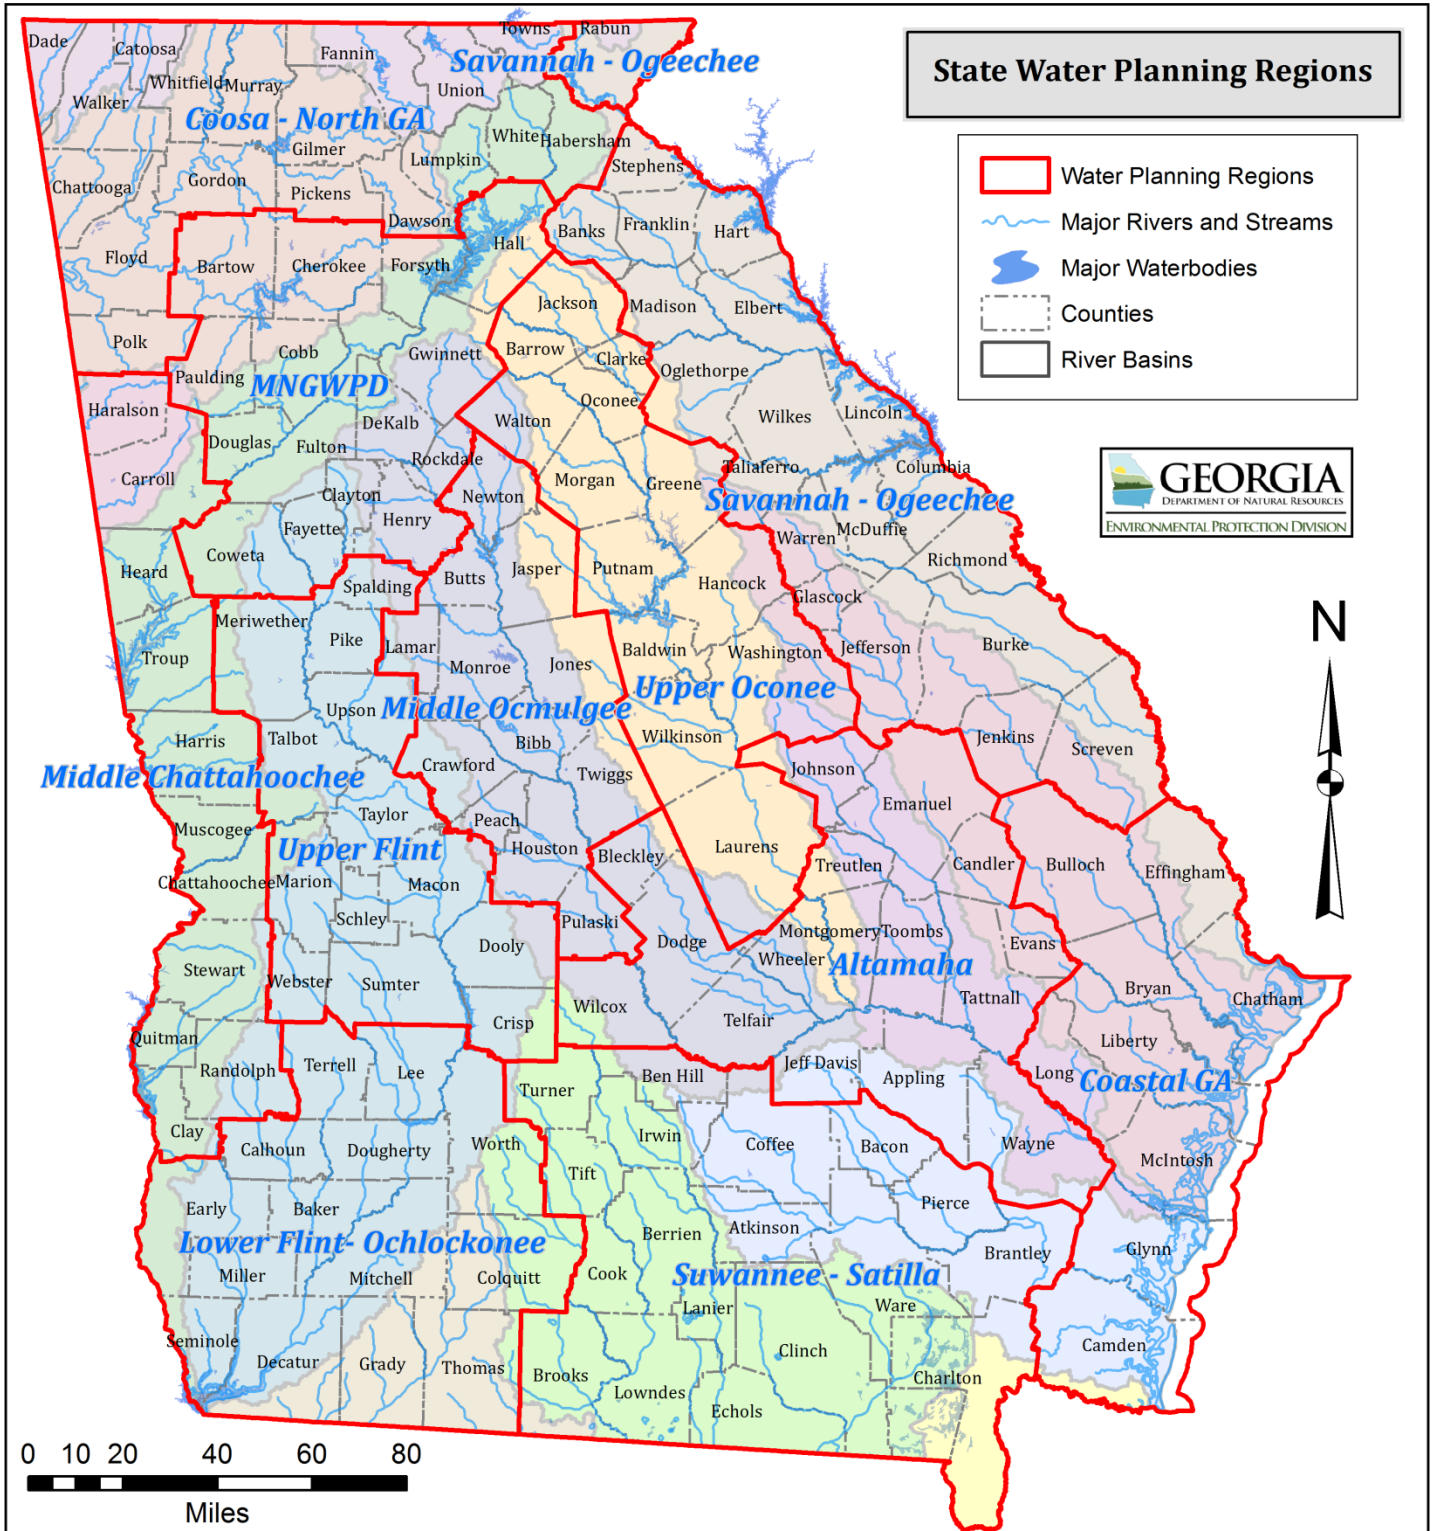 Dade
Catoosa
Fannin
Towns
Rabun
Savannah - Ogeechee
State Water Planning Regions
Whitfield
Murray
Union
Walker
Coosa - North GA
White
Habersham
Gilmer
Lumpkin
Stephens
Chattooga
Gordon
Pickens
Water Planning Regions
Dawson
Franklin
Major Rivers and Streams
Banks
Hart
Hall
Floyd
Bartow
Cherokee
Forsyth
Major Waterbodies
Jackson
Madison
Elbert
Counties
Polk
Cobb
Gwinnett
Barrow
Clarke
River Basins
Paulding
MNGWPD
Oglethorpe
Haralson
Oconee
DeKalb
Walton
Wilkes
Lincoln
Douglas
Fulton
Rockdale
Taliaferro
Columbia
Carroll
Morgan
Greene
GEORGIA
DEPARTMENT OF NATURAL RESOURCES
ENVIRONMENTAL PROTECTION DIVISION
Clayton
Newton
Savannah - Ogeechee
Fayette
Henry
McDuffie
Warren
Coweta
Richmond
Heard
Spalding
Butts
Jasper
Putnam
Hancock
Glascock
N
Meriwether
Pike
Lamar
Baldwin
Washington
Jefferson
Burke
Troup
Monroe
Jones
Upper Oconee
Upson
Middle Ocmulgee
Harris
Talbot
Bibb
Wilkinson
Jenkins
Screven
Middle Chattahoochee
Crawford
Twiggs
Johnson
Emanuel
Taylor
Peach
Muscogee
Upper Flint
Houston
Bleckley
Laurens
Treutlen
Candler
Bulloch
Effingham
Chattahoochee
Marion
Macon
Schley
Pulaski
Dooly
Dodge
Montgomery
Toombs
Evans
Stewart
Webster
Sumter
Wheeler
Altamaha
Bryan
Chatham
Tattnall
Wilcox
Telfair
Crisp
Quitman
Liberty
Randolph
Terrell
Lee
Turner
Ben Hill
Jeff Davis
Appling
Long
Coastal GA
Clay
Calhoun
Dougherty
Worth
Irwin
Coffee
Bacon
Wayne
McIntosh
Tift
Early
Baker
Pierce
Berrien
Atkinson
Lower Flint- Ochlockonee
Brantley
Glynn
Miller
Mitchell
Colquitt
Cook
Suwannee - Satilla
Lanier
Ware
Seminole
Decatur
Grady
Thomas
Brooks
Clinch
Camden
Charlton
Lowndes
Echols
0 10 20 40 60 80
Miles